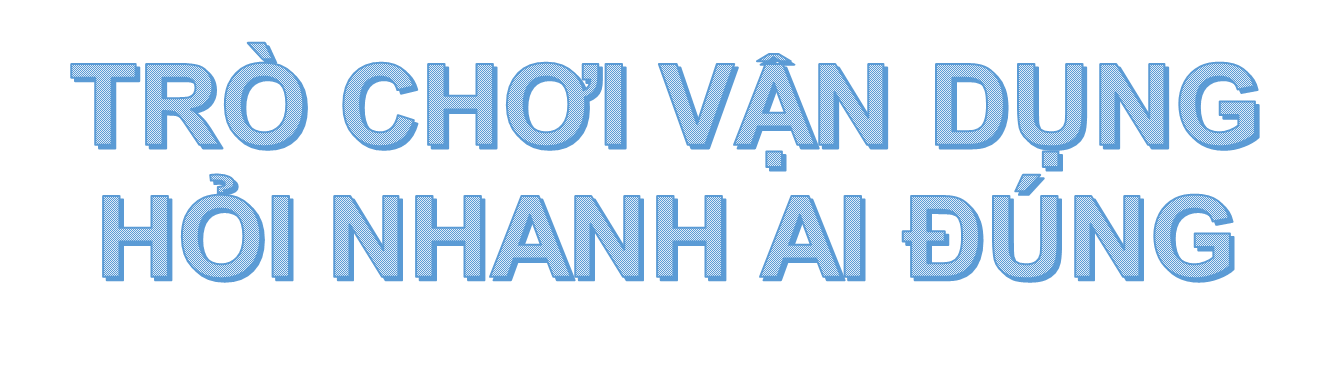 TRÒ CHƠI VẬN DỤNG
HỎI NHANH AI ĐÚNG